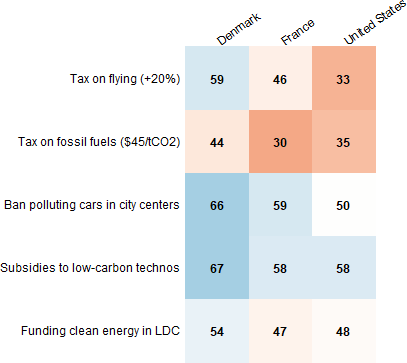 Denmark France United States
Tax on flying (+20%) 59 46 33
Tax on fossil fuels ($45/tCO2) 44 30 35
Ban polluting cars in city centers 66 59 50
Subsidies to low-carbon technos 67 58 58
Funding clean energy in LDC 54 47 48